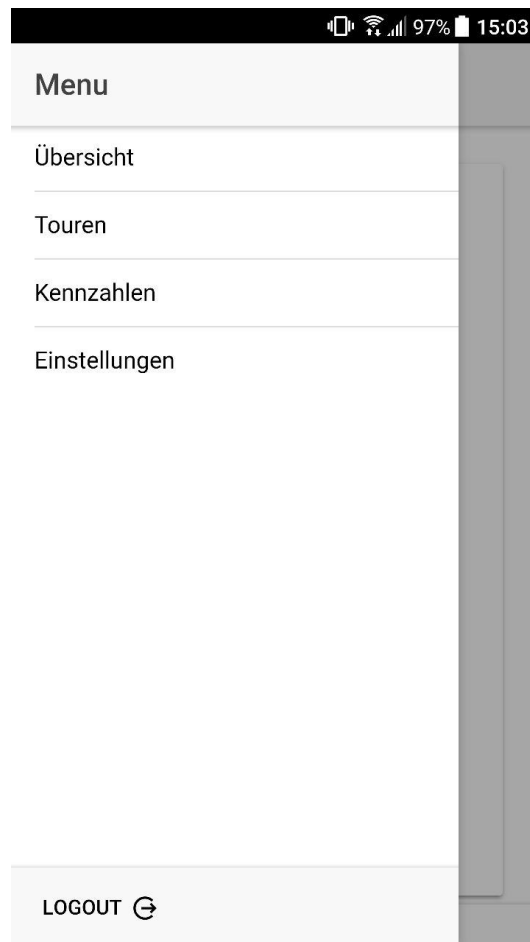 97% 15:03
Menu
Übersicht
Touren
Kennzahlen
Einstellungen
LOGOUT